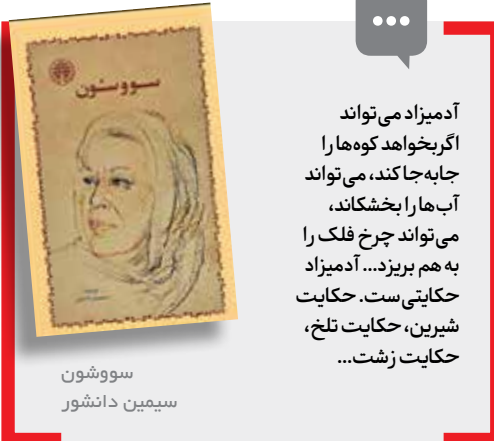 سووشون
آدمیزاد می‌تواند
اگر بخواهد کوه‌ها را
جابه‌جا کند، می‌تواند
آب‌ها را بخشکاند،
می‌تواند چرخ فلک را
به هم بریزد... آدمیزاد
حکایتی‌ست. حکایت
شیرین، حکایت تلخ،
حکایت زشت...
سووشون
سیمین دانشور